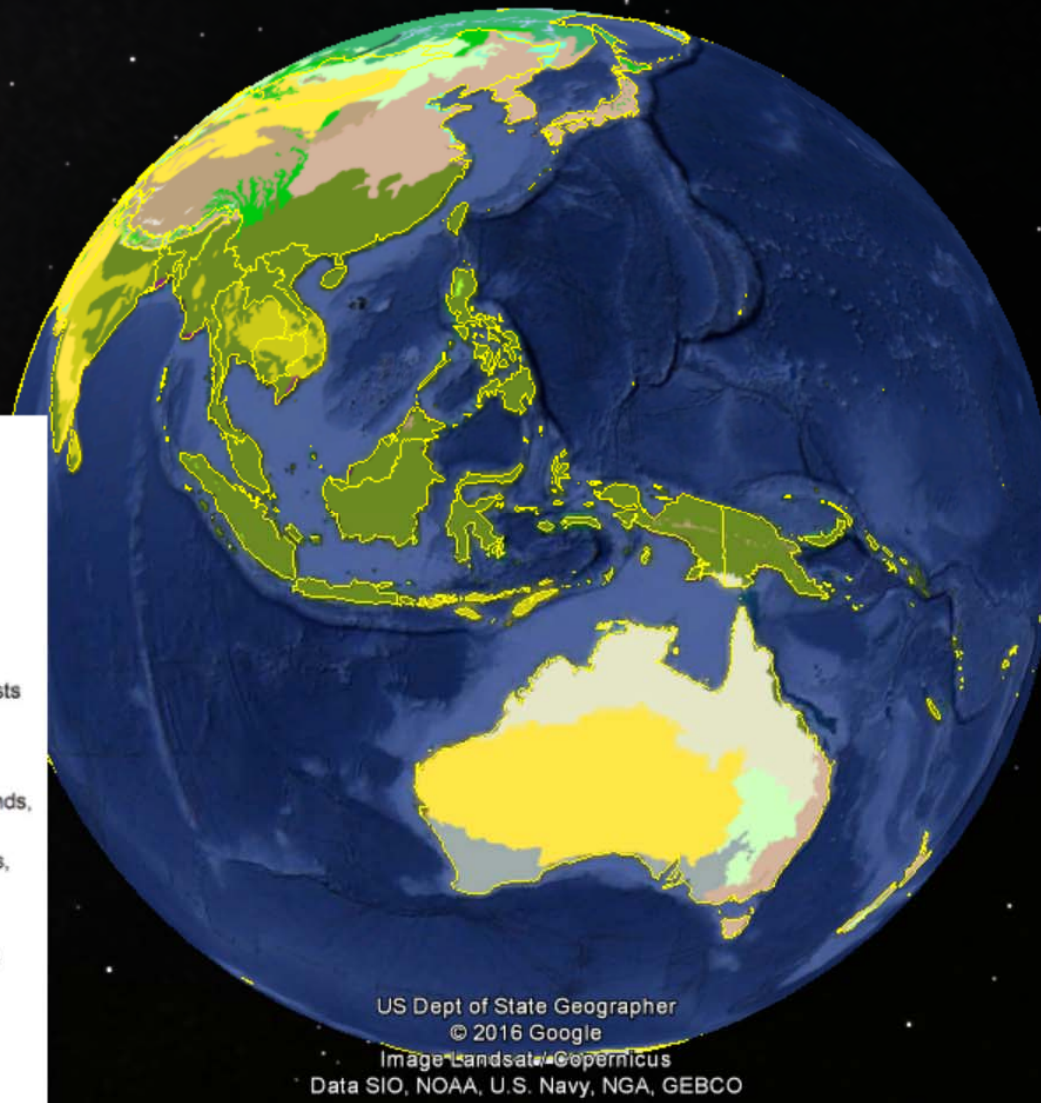 US Dept of State Geographer
© 2016 Google
Image Landsat / Copernicus
Data SIO, NOAA, U.S. Navy, NGA, GEBCO